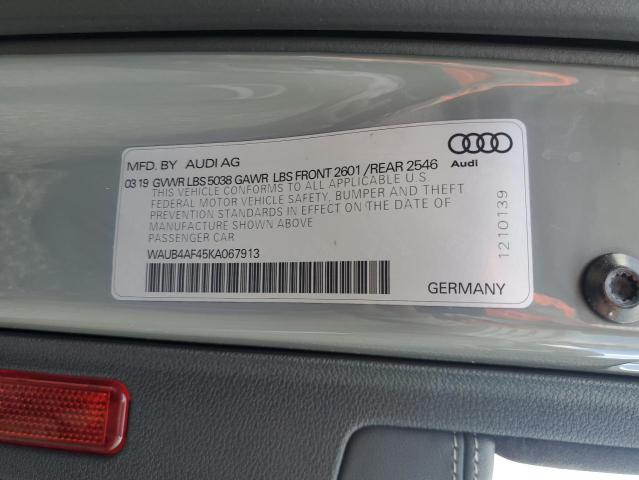 MFD. BY AUDI AG
Audi
03 19 GVWR LBS 5038 GAWR LBS FRONT 2601 /REAR 2546
THIS VEHICLE CONFORMS TO ALL APPLICABLE U.S.
FEDERAL MOTOR VEHICLE SAFETY, BUMPER AND THEFT
PREVENTION STANDARDS IN EFFECT ON THE DATE OF
MANUFACTURE SHOWN ABOVE
PASSENGER CAR
WAUB4AF45KA067913
GERMANY
1210139